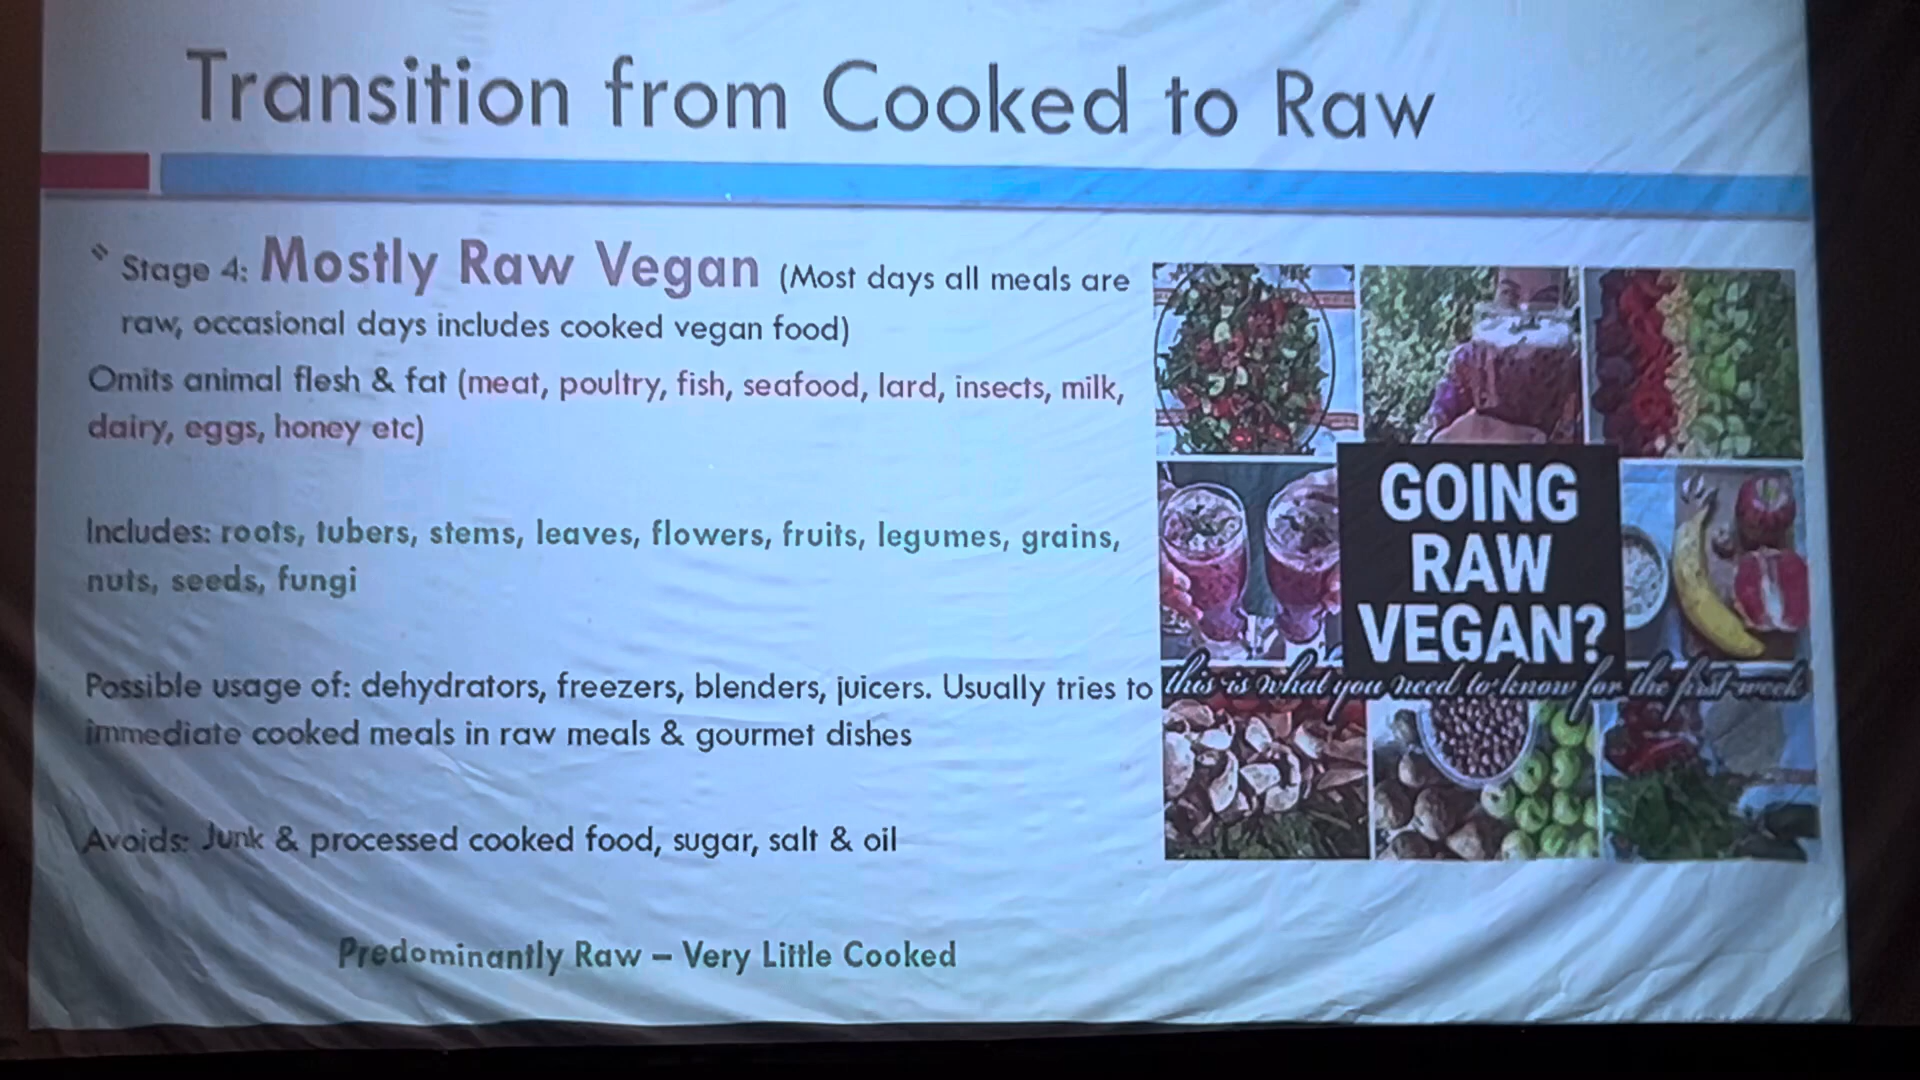 Transition from Cooked to Raw
Stage 4: Mostly Raw Vegan (Most days all meals are
raw, occasional days includes cooked vegan food)
Omits animal flesh & fat (meat, poultry, fish, seafood, lard, insects, milk,
dairy, eggs, honey etc)
Includes: roots, tubers, stems, leaves, flowers, fruits, legumes, grains,
nuts, seeds, fungi
Possible usage of: dehydrators, freezers, blenders, juicers. Usually tries to
immediate cooked meals in raw meals & gourmet dishes
Avoids: Junk & processed cooked food, sugar, salt & oil
Predominantly Raw – Very Little Cooked
GOING
RAW
VEGAN?
this is what you need to know for the first week